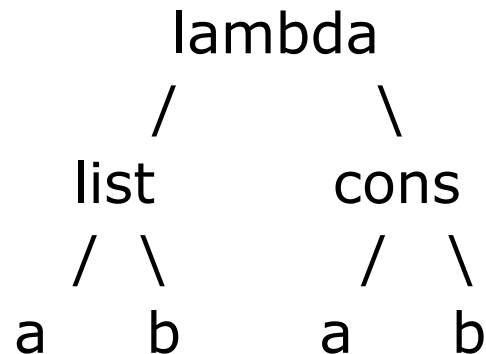 lambda
/ \
list cons
/ \ / \
a b a b